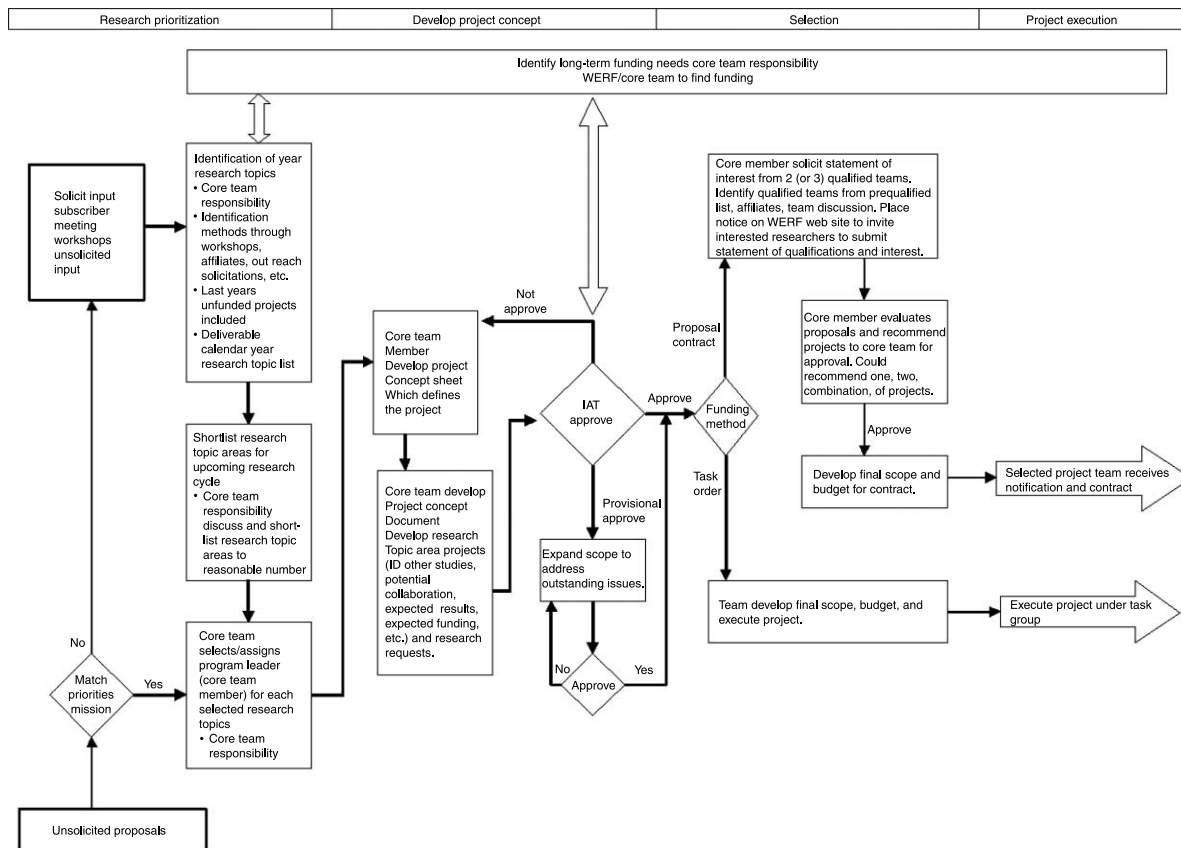 Research prioritization
Develop project concept
Selection
Project execution
Identify long-term funding needs core team responsibility
WERF/core team to find funding
Solicit input
subscriber
meeting
workshops
unsolicited
input
Identification of year
research topics
• Core team
responsibility
• Identification
methods through
workshops,
affiliates, out reach
solicitations, etc.
• Last years
unfunded projects
included
• Deliverable
calendar year
research topic list
Shortlist research
topic areas for
upcoming research
cycle
• Core team
responsibility
discuss and short-
list research topic
areas to
reasonable number
Core team
selects/assigns
program leader
(core team
member) for each
selected research
topics
• Core team
responsibility
No
Match
priorities
mission
Yes
Unsolicited proposals
Core team
Member
Develop project
Concept sheet
Which defines
the project
Core team develop
Project concept
Document
Develop research
Topic area projects
(ID other studies,
potential
collaboration,
expected results,
expected funding,
etc.) and research
requests.
Not
approve
IAT
approve
Approve
Provisional
approve
Expand scope to
address
outstanding issues.
No
Approve
Yes
Core member solicit statement of
interest from 2 (or 3) qualified teams.
Identify qualified teams from prequalified
list, affiliates, team discussion. Place
notice on WERF web site to invite
interested researchers to submit
statement of qualifications and interest.
Proposal
contract
Funding
method
Task
order
Core member evaluates
proposals and recommend
projects to core team for
approval. Could
recommend one, two,
combination, of projects.
Approve
Develop final scope and
budget for contract.
Selected project team receives
notification and contract
Team develop final scope, budget, and
execute project.
Execute project under task
group